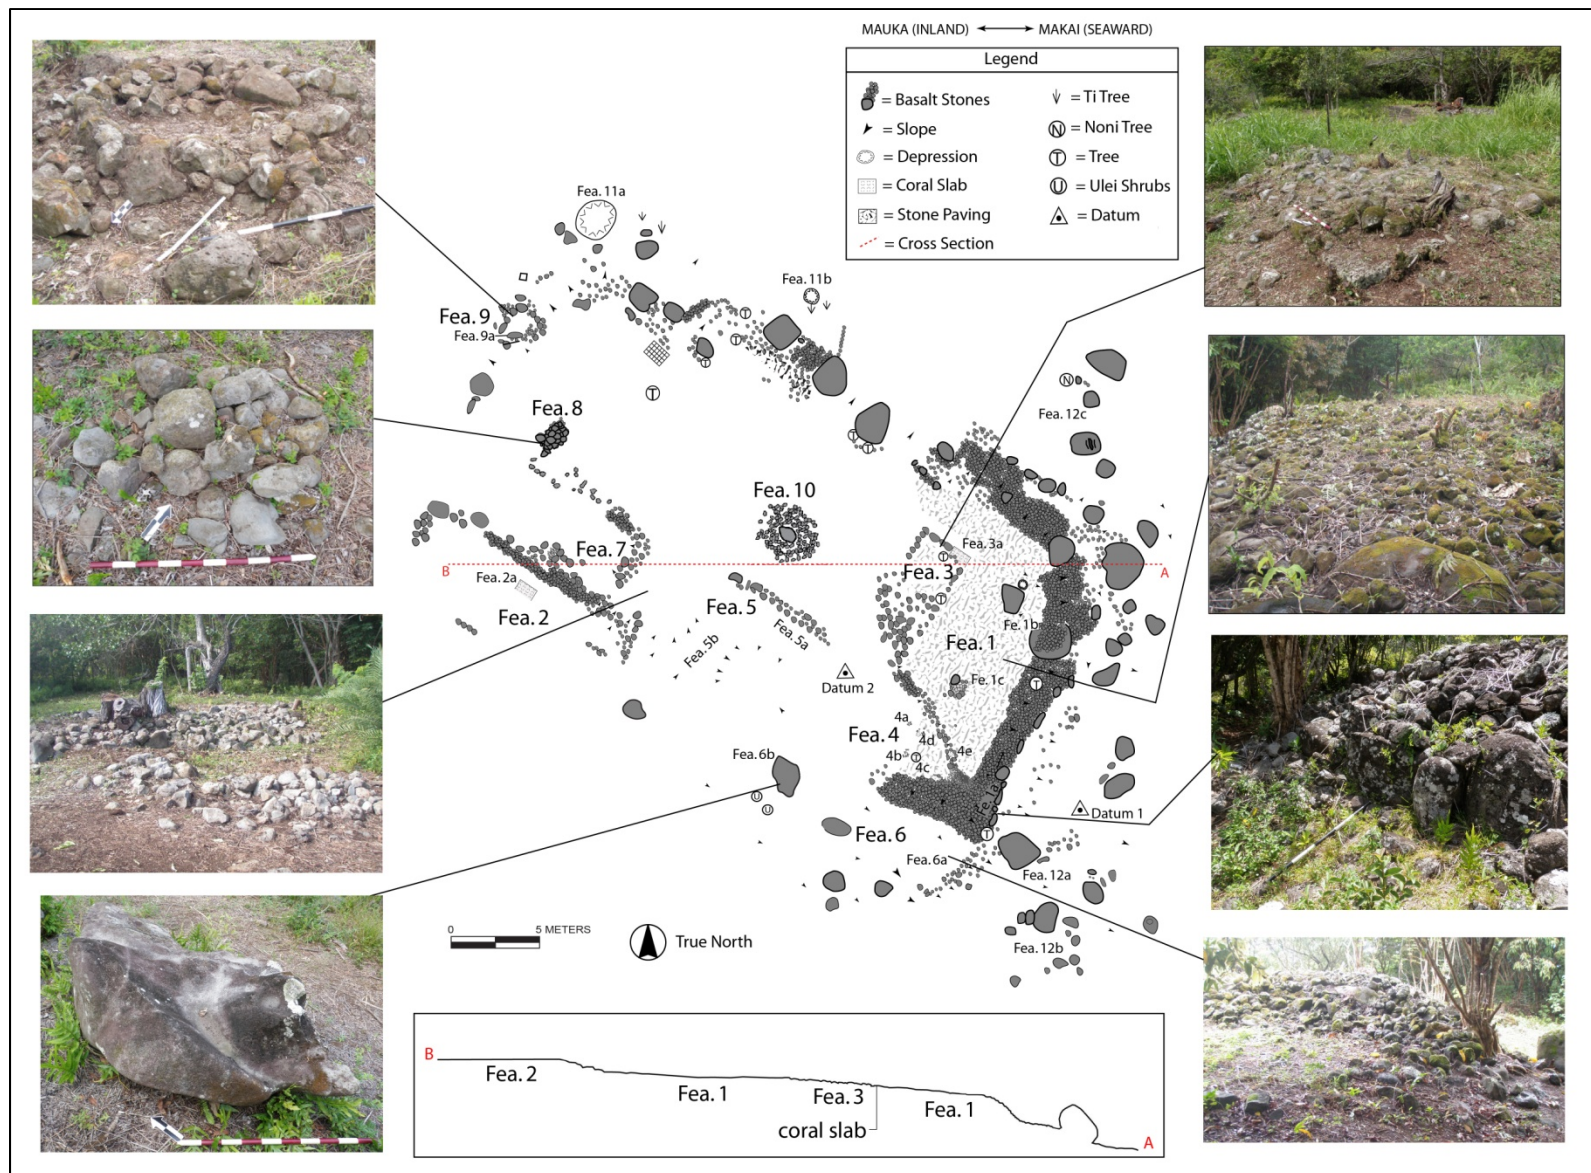 MAUKA (INLAND) MAKAI (SEAWARD)
Legend
= Basalt Stones
= Slope
= Depression
= Coral Slab
= Stone Paving
= Cross Section
= Ti Tree
N = Noni Tree
T = Tree
U = Ulei Shrubs
= Datum
Fea. 11a
Fea. 11b
Fea. 9
Fea. 9a
T
T
T
T
T
N
Fea. 12c
Fea. 8
T
T
Fea. 10
Fea. 7
Fea. 3a
T
B
A
Fea. 3
Fea. 2a
Fea. 2
Fea. 5
Fea. 5a
Fea. 5b
T
Fe. 1b
Fea. 1
Datum 2
Fe. 1c
T
4a
Fea. 4
4d
4b
T
4c
4e
Fea. 6b
U
U
Fe. 1a
Datum 1
Fea. 6
T
Fea. 6a
Fea. 12a
Fea. 12b
0 5 METERS
True North
B
Fea. 2
Fea. 1
Fea. 3
Fea. 1
coral slab
A